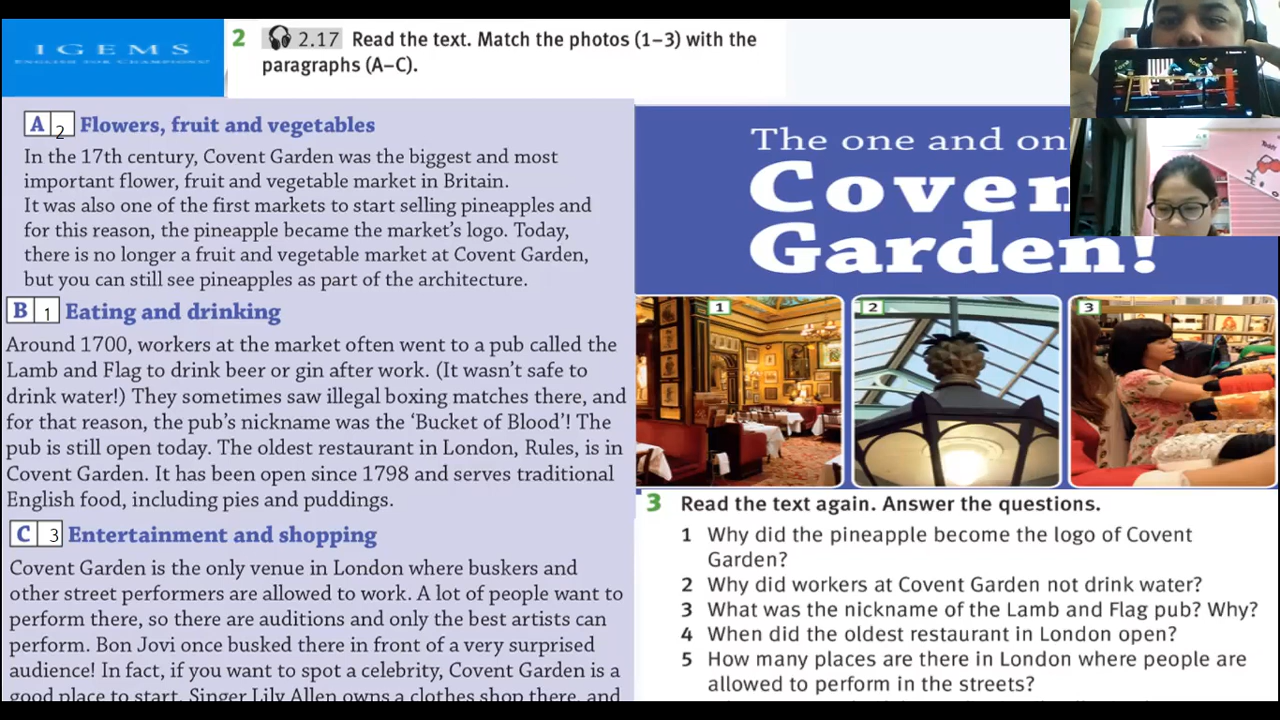 IGEMS
ENGLISH FOR CHAMPIONS!
2 2.17 Read the text. Match the photos (1–3) with the
paragraphs (A–C).
A 2 Flowers, fruit and vegetables
In the 17th century, Covent Garden was the biggest and most
important flower, fruit and vegetable market in Britain.
It was also one of the first markets to start selling pineapples and
for this reason, the pineapple became the market's logo. Today,
there is no longer a fruit and vegetable market at Covent Garden,
but you can still see pineapples as part of the architecture.
B 1 Eating and drinking
Around 1700, workers at the market often went to a pub called the
Lamb and Flag to drink beer or gin after work. (It wasn't safe to
drink water!) They sometimes saw illegal boxing matches there, and
for that reason, the pub's nickname was the 'Bucket of Blood'! The
pub is still open today. The oldest restaurant in London, Rules, is in
Covent Garden. It has been open since 1798 and serves traditional
English food, including pies and puddings.
C 3 Entertainment and shopping
Covent Garden is the only venue in London where buskers and
other street performers are allowed to work. A lot of people want to
perform there, so there are auditions and only the best artists can
perform. Bon Jovi once busked there in front of a very surprised
audience! In fact, if you want to spot a celebrity, Covent Garden is a
good place to start. Singer Lily Allen owns a clothes shop there, and
The one and on
Coven
Garden!
1
2
3
3 Read the text again. Answer the questions.
1 Why did the pineapple become the logo of Covent
Garden?
2 Why did workers at Covent Garden not drink water?
3 What was the nickname of the Lamb and Flag pub? Why?
4 When did the oldest restaurant in London open?
5 How many places are there in London where people are
allowed to perform in the streets?